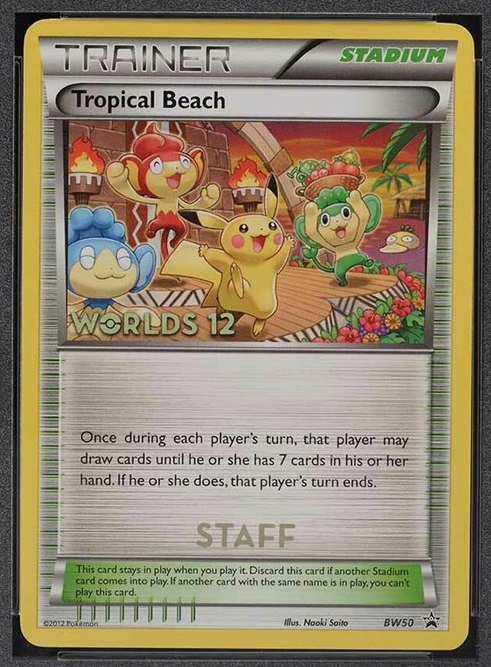 TRAINER
STADIUM
Tropical Beach
WORLDS 12
Once during each player's turn, that player may
draw cards until he or she has 7 cards in his or her
hand. If he or she does, that player's turn ends.
STAFF
This card stays in play when you play it. Discard this card if another Stadium
card comes into play. If another card with the same name is in play, you can't
play this card.
©2012 Pokémon
Illus. Naoki Saito
BW50